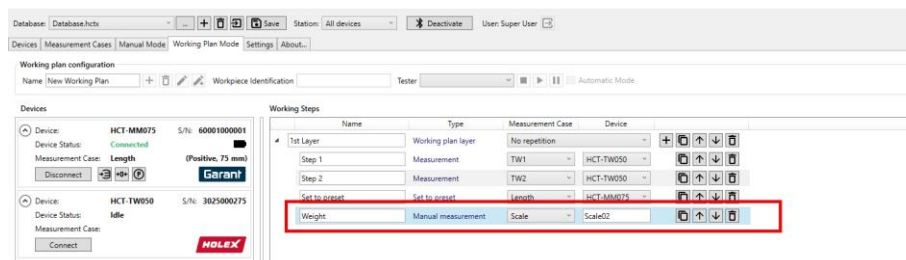 Database: Database.hctx ... Save Station: All devices Deactivate User: Super User
Devices Measurement Cases Manual Mode Working Plan Mode Settings About...
Working plan configuration
Name New Working Plan Workpiece Identification Tester Automatic Mode
Devices
Device: HCT-MM075 S/N: 60001000001
Device Status: Connected
Measurement Case: Length (Positive, 75 mm)
Disconnect Garant
Device: HCT-TW050 S/N: 3025000275
Device Status: Idle
Measurement Case:
Connect HOLEX
Working Steps
Name Type Measurement Case Device
1st Layer Working plan layer No repetition
Step 1 Measurement TW1 HCT-TW050
Step 2 Measurement TW2 HCT-TW050
Set to preset Set to preset Length HCT-MM075
Weight Manual measurement Scale Scale02